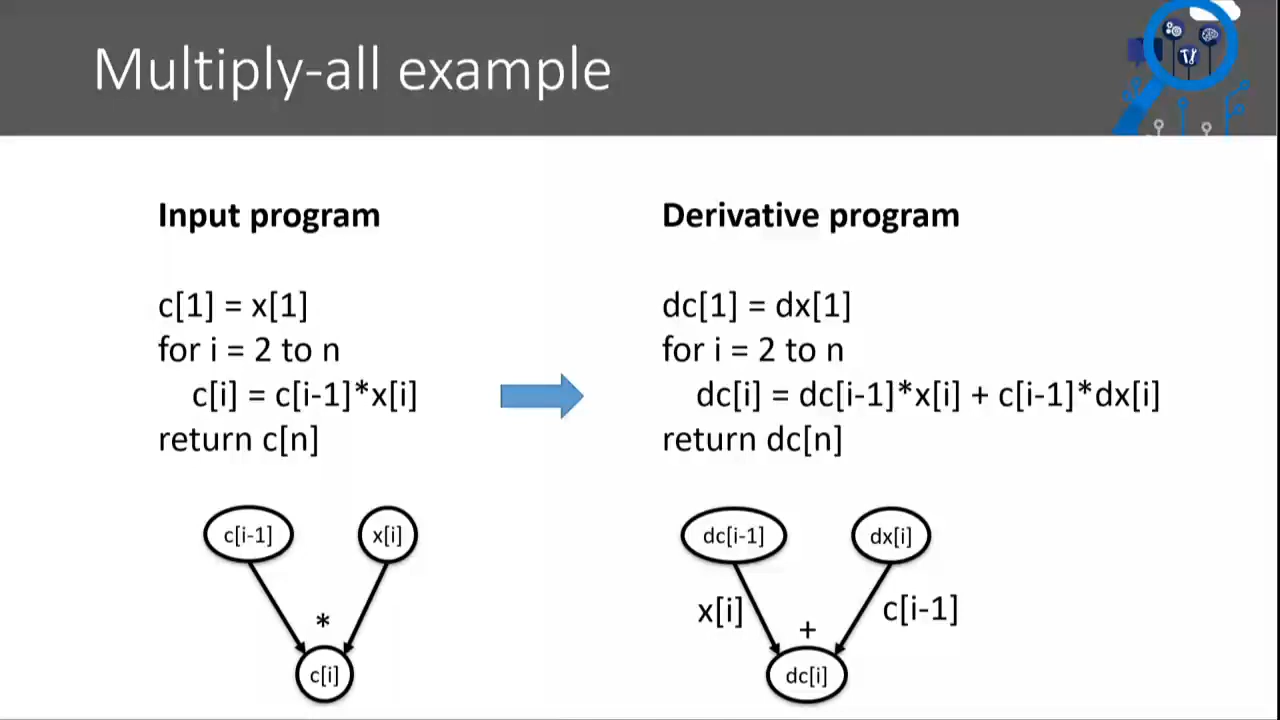 Multiply-all example
Input program
c[1] = x[1]
for i = 2 to n
c[i] = c[i-1]*x[i]
return c[n]
c[i-1]
x[i]
*
c[i]
Derivative program
dc[1] = dx[1]
for i = 2 to n
dc[i] = dc[i-1]*x[i] + c[i-1]*dx[i]
return dc[n]
dc[i-1]
dx[i]
x[i]
c[i-1]
+
dc[i]